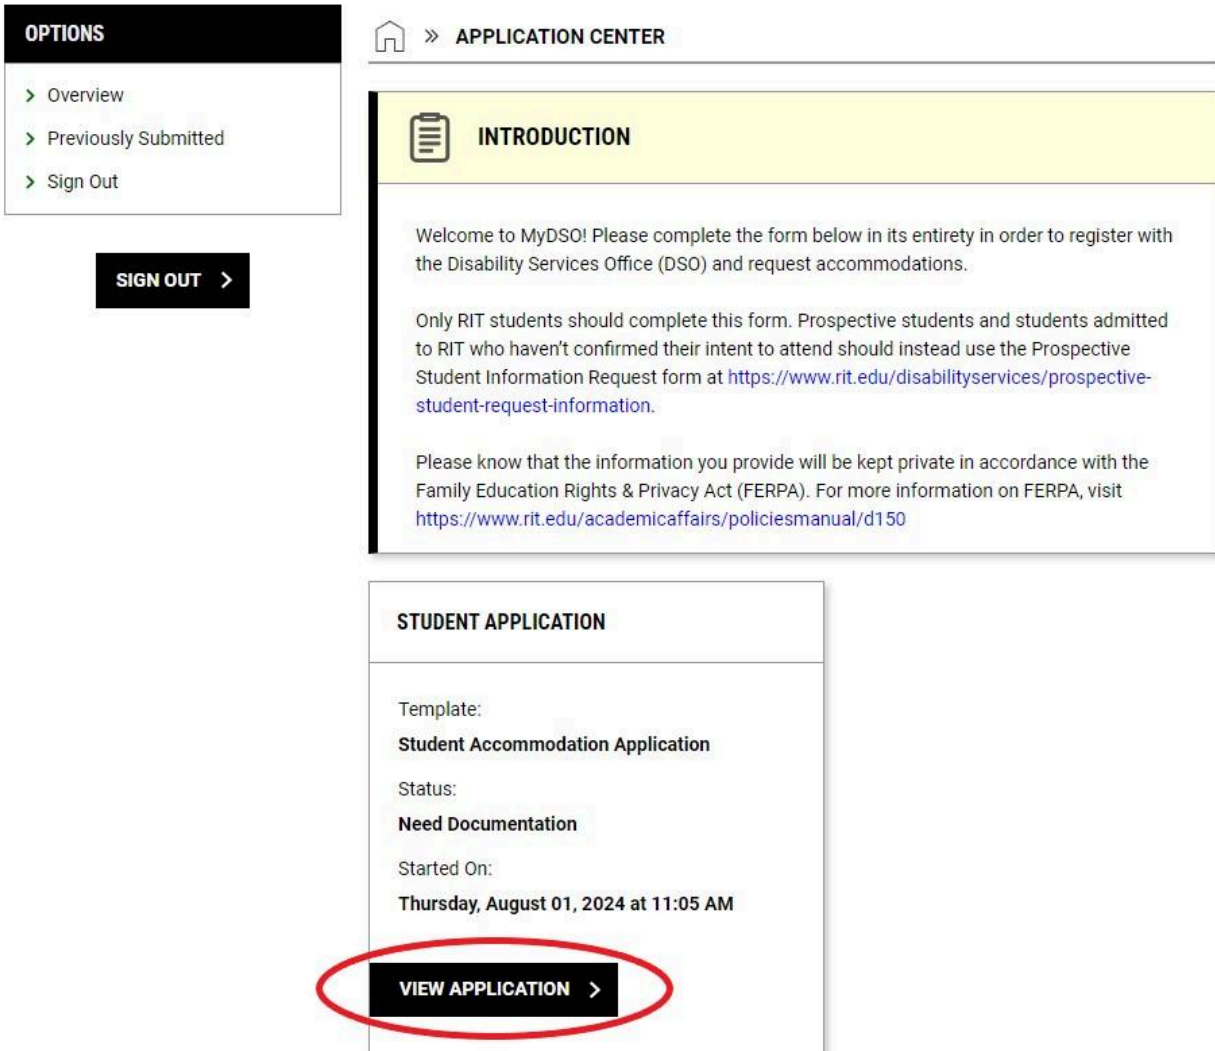 OPTIONS
Overview
Previously Submitted
Sign Out
SIGN OUT
» APPLICATION CENTER
INTRODUCTION
Welcome to MyDSO! Please complete the form below in its entirety in order to register with
the Disability Services Office (DSO) and request accommodations.
Only RIT students should complete this form. Prospective students and students admitted
to RIT who haven't confirmed their intent to attend should instead use the Prospective
Student Information Request form at https://www.rit.edu/disabilityservices/prospective-
student-request-information.
Please know that the information you provide will be kept private in accordance with the
Family Education Rights & Privacy Act (FERPA). For more information on FERPA, visit
https://www.rit.edu/academicaffairs/policiesmanual/d150
STUDENT APPLICATION
Template:
Student Accommodation Application
Status:
Need Documentation
Started On:
Thursday, August 01, 2024 at 11:05 AM
VIEW APPLICATION